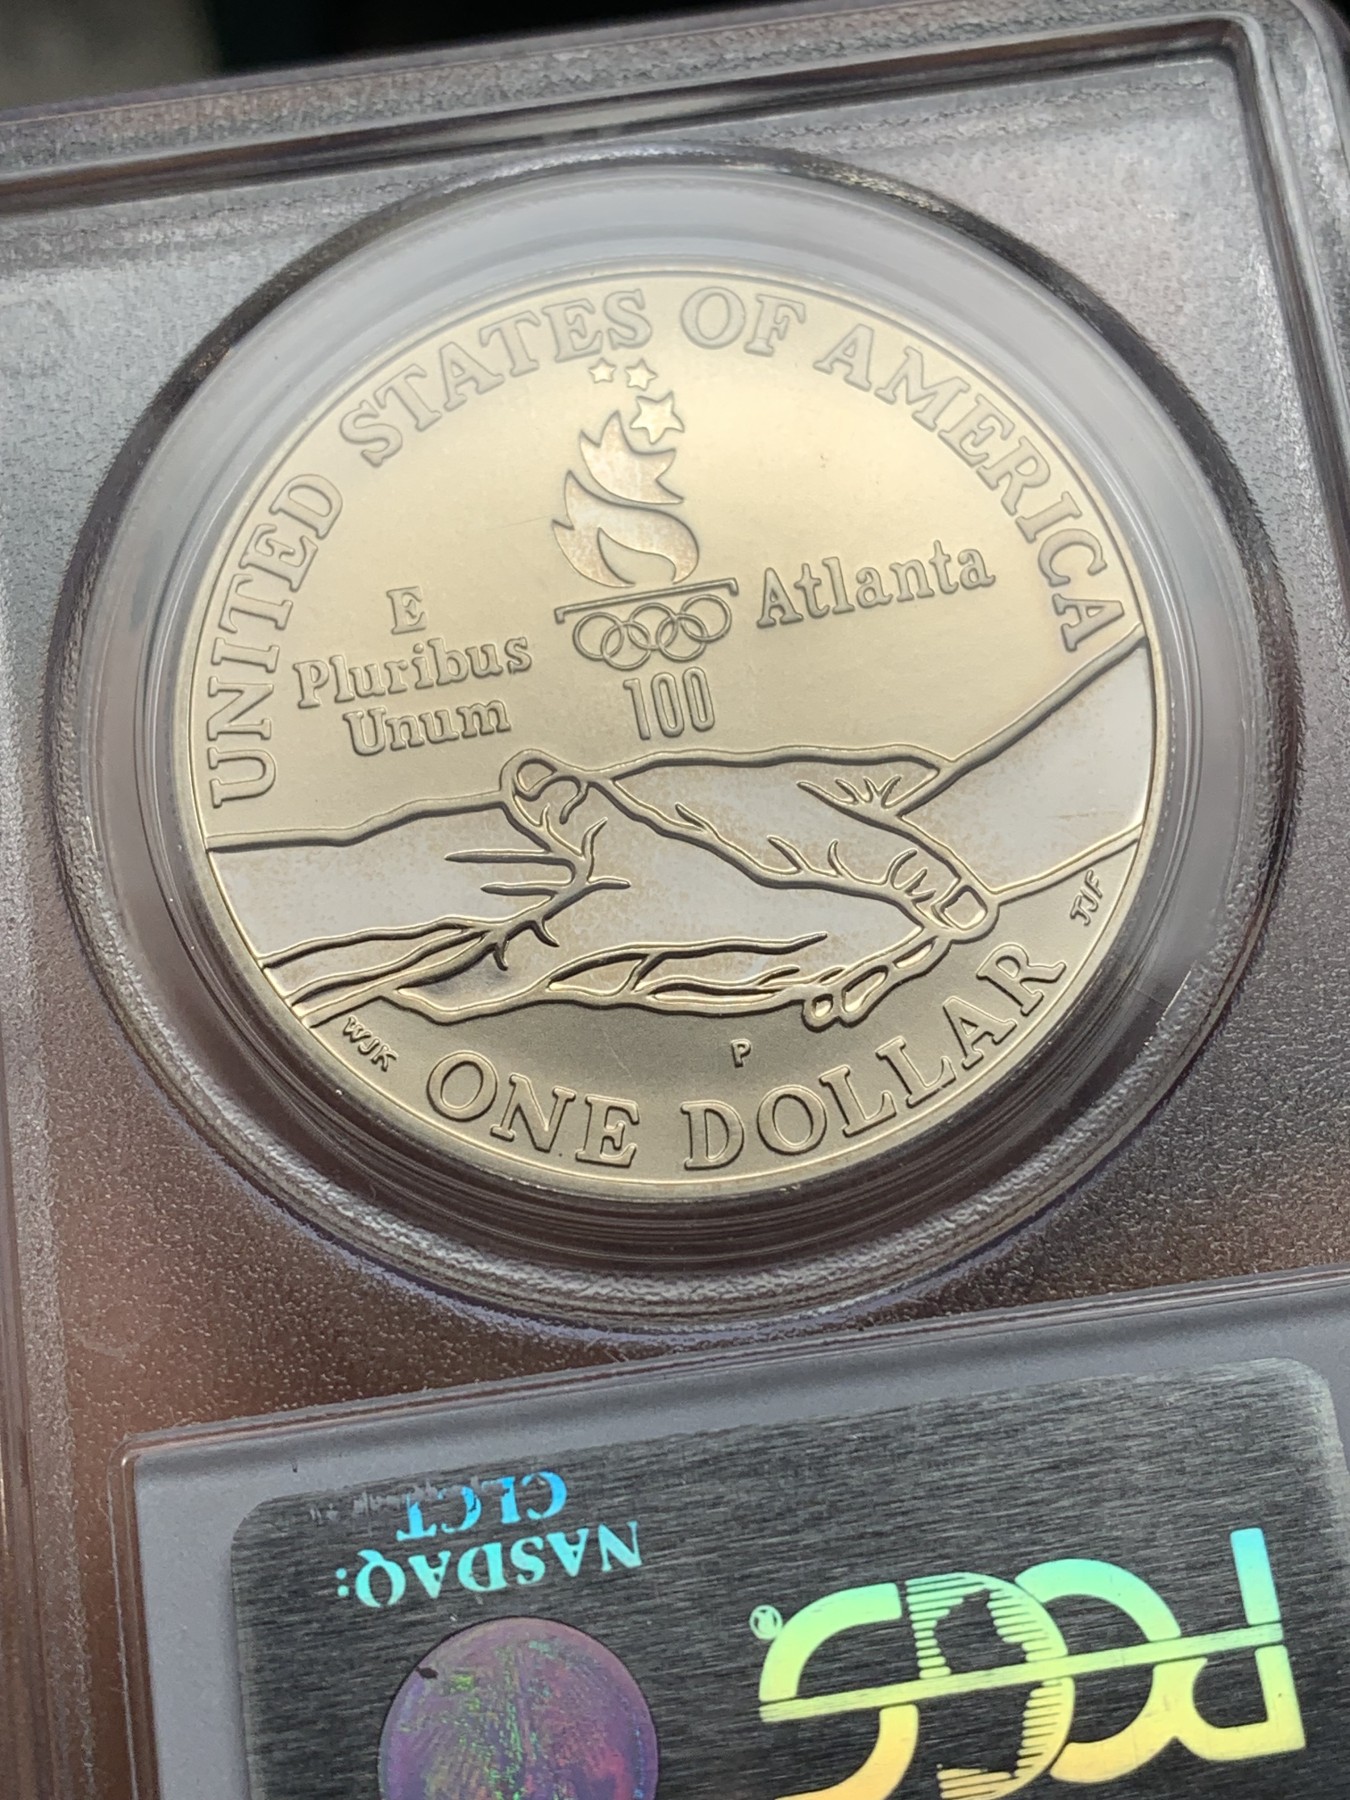 UNITED STATES OF AMERICA
E
Pluribus
Unum
Atlanta
100
TJF
WJK
P
ONE DOLLAR
NASDAQ:
CLCT
PCGS®